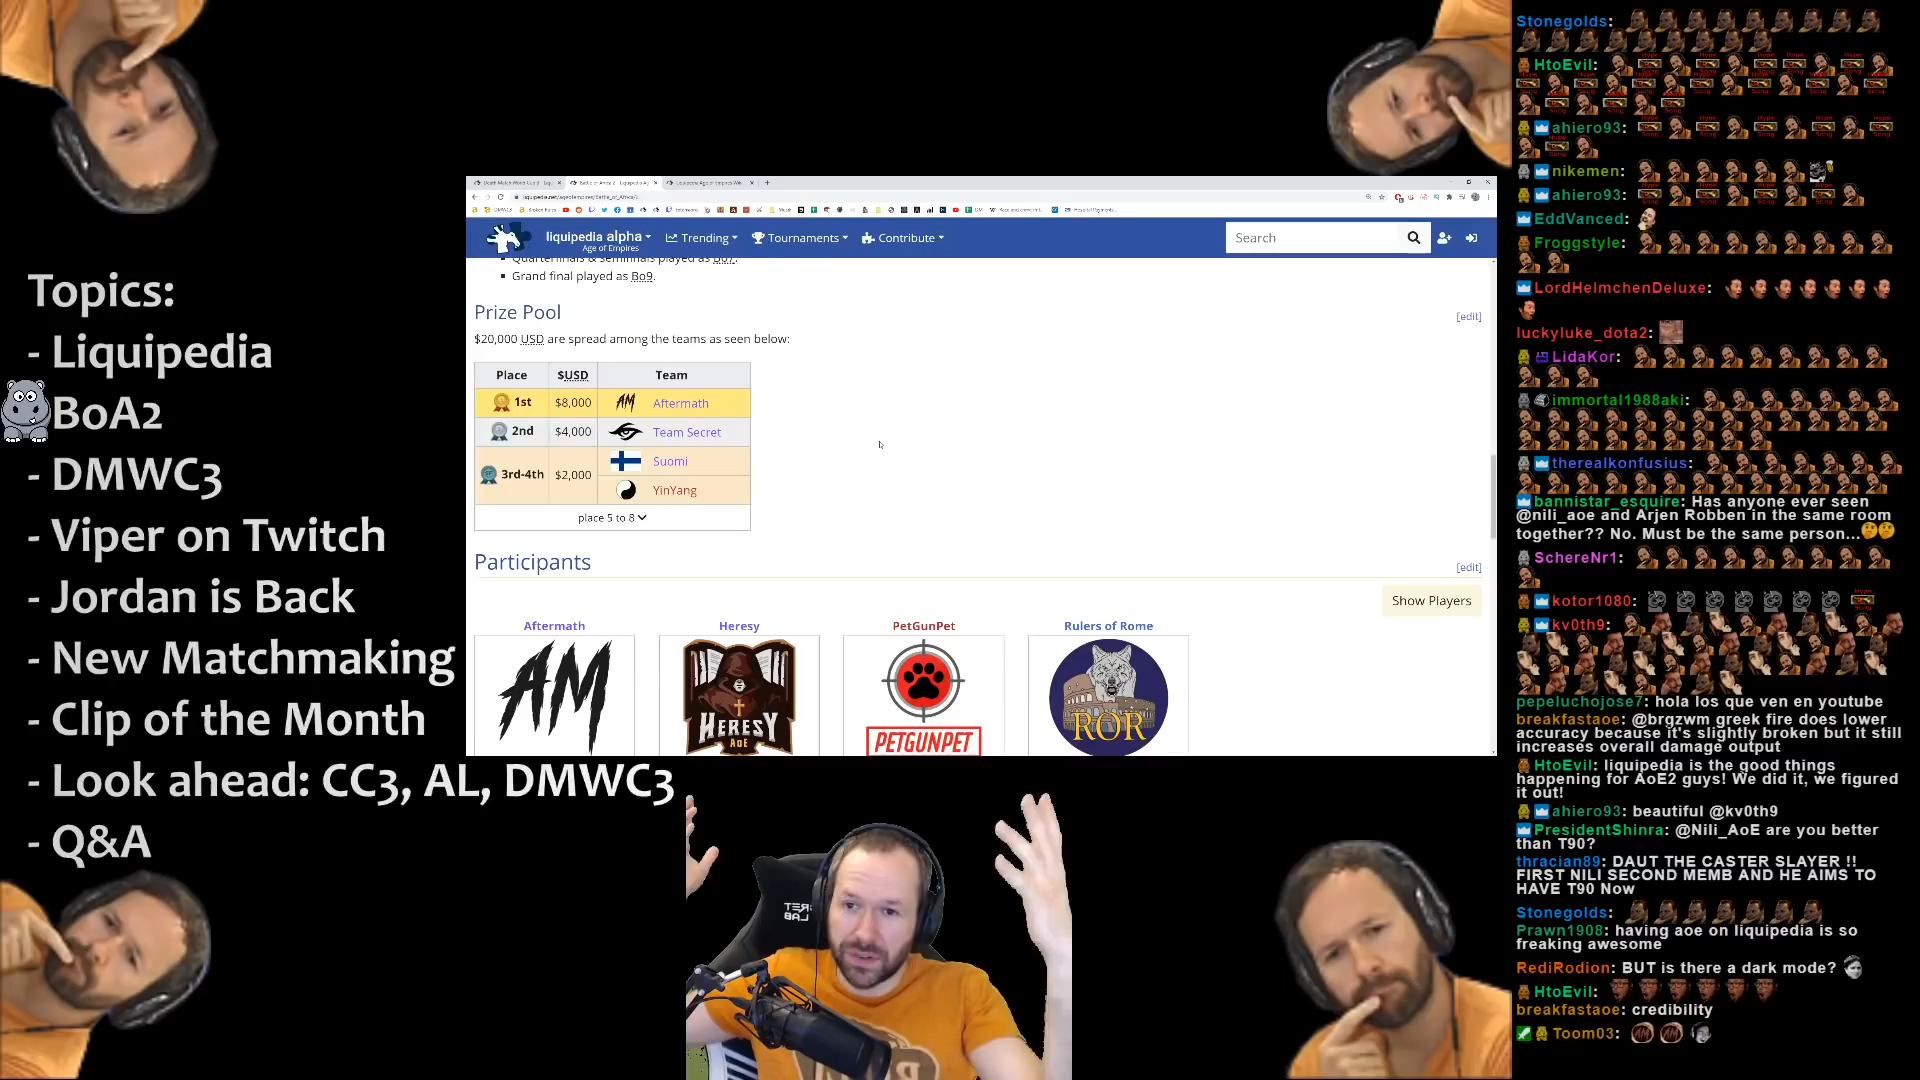 Topics:
- Liquipedia
BoA2
- DMWC3
- Viper on Twitch
- Jordan is Back
- New Matchmaking
- Clip of the Month
- Look ahead: CC3, AL, DMWC3
- Q&A
liquipedia alpha
Age of Empires
Trending
Tournaments
Contribute
Search
Quarterfinals & semifinals played as Bo7.
Grand final played as Bo9.
Prize Pool
[edit]
$20,000 USD are spread among the teams as seen below:
Place $USD Team
1st $8,000 AM Aftermath
2nd $4,000 Team Secret
3rd-4th $2,000 Suomi
YinYang
place 5 to 8
Participants
[edit]
Show Players
Aftermath Heresy PetGunPet Rulers of Rome
AM
HERESY
AOE
PETGUNPET
ROR
SECRET
LAB
Stonegolds:
HtoEvil:
ahiero93:
nikemen:
ahiero93:
EddVanced:
Froggstyle:
LordHelmchenDeluxe:
luckyluke_dota2:
LidaKor:
immortal1988aki:
therealkonfusius:
bannistar_esquire: Has anyone ever seen
@nili_aoe and Arjen Robben in the same room
together?? No. Must be the same person...
SchereNr1:
kotor1080:
kv0th9:
pepeluchojose7: hola los que ven en youtube
breakfastaoe: @brgzwm greek fire does lower
accuracy because it's slightly broken but it still
increases overall damage output
HtoEvil: liquipedia is the good things
happening for AoE2 guys! We did it, we figured
it out!
ahiero93: beautiful @kv0th9
PresidentShinra: @Nili_AoE are you better
than T90?
thracian89: DAUT THE CASTER SLAYER !!
FIRST NILI SECOND MEMB AND HE AIMS TO
HAVE T90 Now
Stonegolds:
Prawn1908: having aoe on liquipedia is so
freaking awesome
RediRodion: BUT is there a dark mode?
HtoEvil:
breakfastaoe: credibility
Toom03: